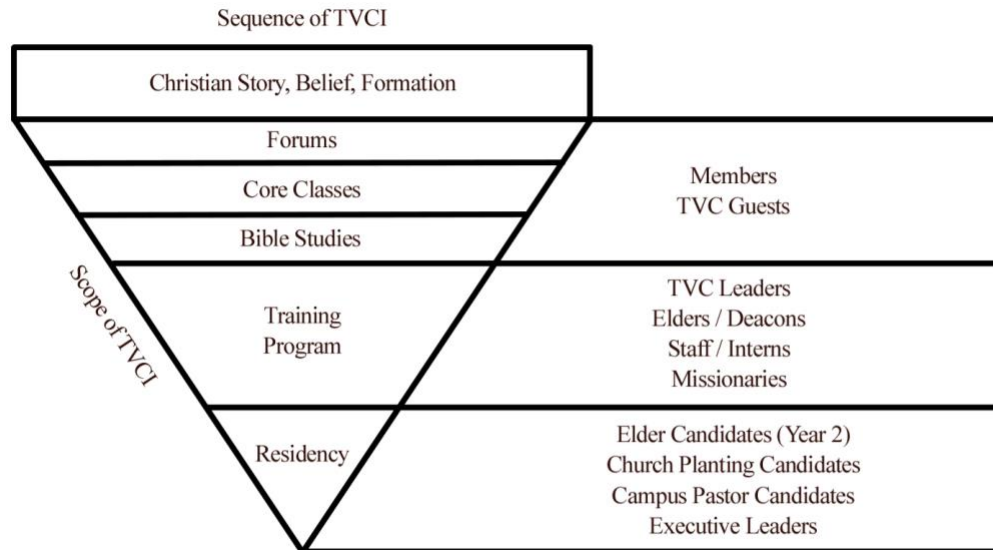 Sequence of TVCI
Christian Story, Belief, Formation
Forums
Core Classes
Bible Studies
Members
TVC Guests
Scope of TVCI
Training
Program
TVC Leaders
Elders / Deacons
Staff / Interns
Missionaries
Residency
Elder Candidates (Year 2)
Church Planting Candidates
Campus Pastor Candidates
Executive Leaders